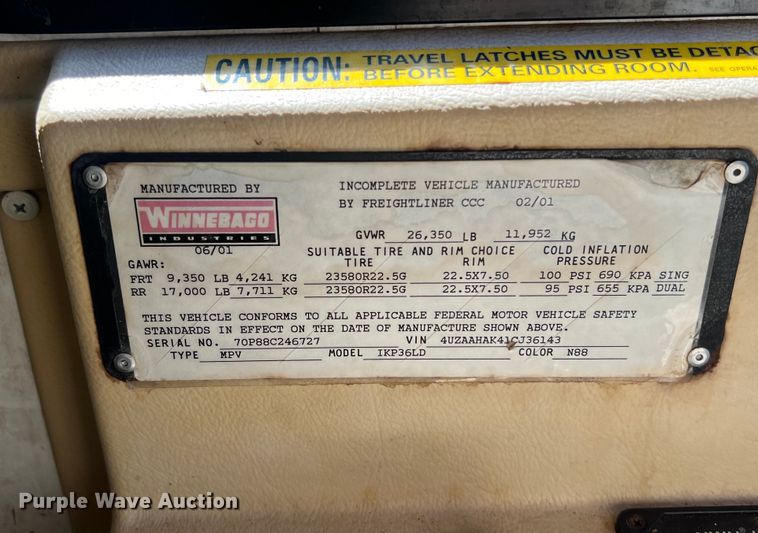 CAUTION: TRAVEL LATCHES MUST BE DETAC
BEFORE EXTENDING ROOM. SEE OPERA
MANUFACTURED BY
WINNEBAGO
INDUSTRIES
06/01
INCOMPLETE VEHICLE MANUFACTURED
BY FREIGHTLINER CCC 02/01
GVWR 26,350 LB 11,952 KG
SUITABLE TIRE AND RIM CHOICE COLD INFLATION
GAWR: TIRE RIM PRESSURE
FRT 9,350 LB 4,241 KG 23580R22.5G 22.5X7.50 100 PSI 690 KPA SING
RR 17,000 LB 7,711 KG 23580R22.5G 22.5X7.50 95 PSI 655 KPA DUAL
THIS VEHICLE CONFORMS TO ALL APPLICABLE FEDERAL MOTOR VEHICLE SAFETY
STANDARDS IN EFFECT ON THE DATE OF MANUFACTURE SHOWN ABOVE.
SERIAL NO. 70P88C246727 VIN 4UZAAHAK41CJ36143
TYPE MPV MODEL IKP36LD COLOR N88
Purple Wave Auction